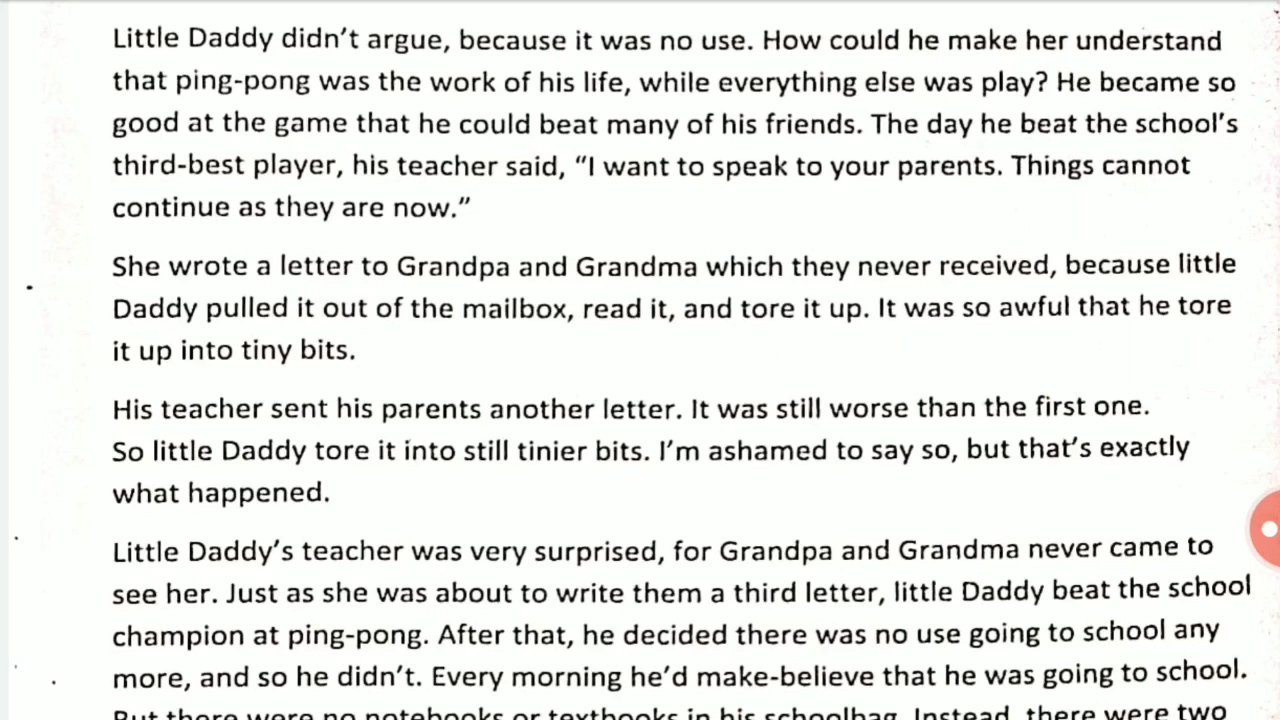 Little Daddy didn’t argue, because it was no use. How could he make her understand
that ping-pong was the work of his life, while everything else was play? He became so
good at the game that he could beat many of his friends. The day he beat the school’s
third-best player, his teacher said, “I want to speak to your parents. Things cannot
continue as they are now.”
She wrote a letter to Grandpa and Grandma which they never received, because little
Daddy pulled it out of the mailbox, read it, and tore it up. It was so awful that he tore
it up into tiny bits.
His teacher sent his parents another letter. It was still worse than the first one.
So little Daddy tore it into still tinier bits. I’m ashamed to say so, but that’s exactly
what happened.
Little Daddy’s teacher was very surprised, for Grandpa and Grandma never came to
see her. Just as she was about to write them a third letter, little Daddy beat the school
champion at ping-pong. After that, he decided there was no use going to school any
more, and so he didn’t. Every morning he’d make-believe that he was going to school.
But there were no notebooks or textbooks in his schoolbag. Instead, there were two